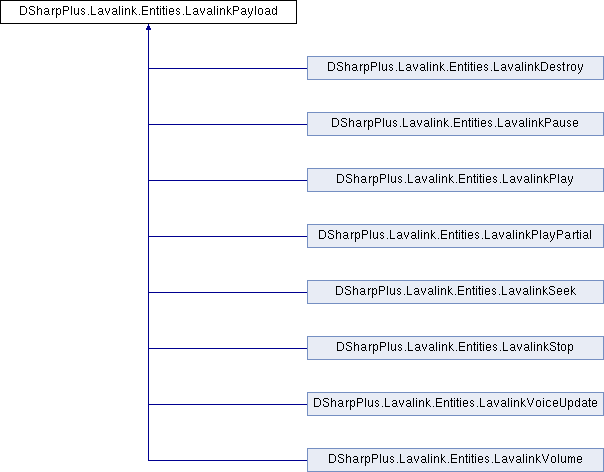 DSharpPlus.Lavalink.Entities.LavalinkPayload
DSharpPlus.Lavalink.Entities.LavalinkDestroy
DSharpPlus.Lavalink.Entities.LavalinkPause
DSharpPlus.Lavalink.Entities.LavalinkPlay
DSharpPlus.Lavalink.Entities.LavalinkPlayPartial
DSharpPlus.Lavalink.Entities.LavalinkSeek
DSharpPlus.Lavalink.Entities.LavalinkStop
DSharpPlus.Lavalink.Entities.LavalinkVoiceUpdate
DSharpPlus.Lavalink.Entities.LavalinkVolume